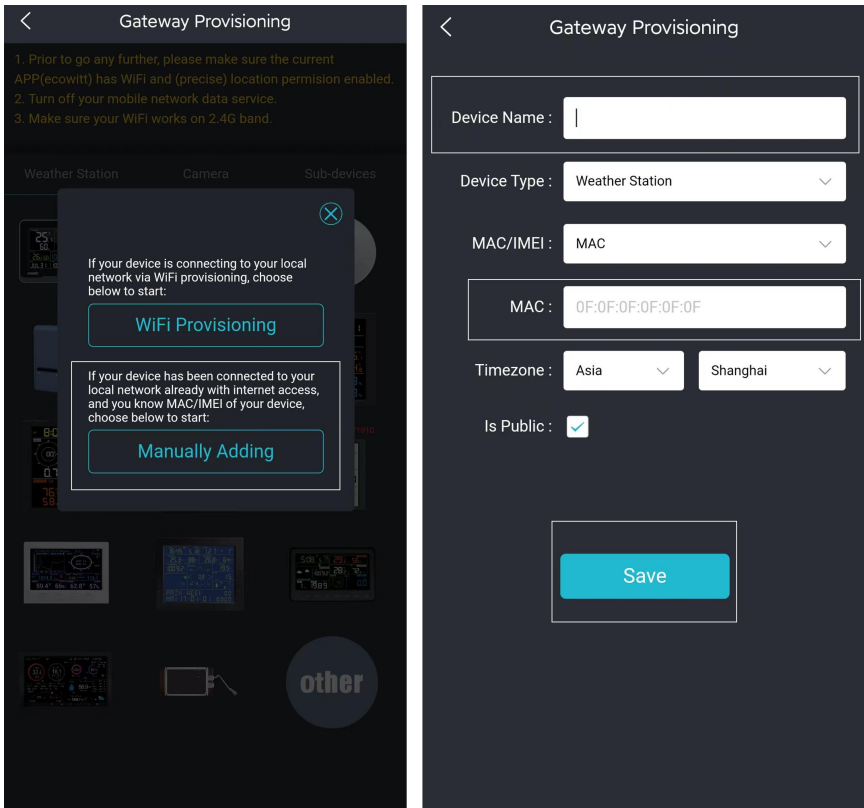 Gateway Provisioning
1. Prior to go any further, please make sure the current
APP(ecowitt) has WiFi and (precise) location permision enabled.
2. Turn off your mobile network data service.
3. Make sure your WiFi works on 2.4G band.
Weather Station
Camera
Sub-devices
If your device is connecting to your local
network via WiFi provisioning, choose
below to start:
WiFi Provisioning
If your device has been connected to your
local network already with internet access,
and you know MAC/IMEI of your device,
choose below to start:
Manually Adding
other
Gateway Provisioning
Device Name :
Device Type : Weather Station
MAC/IMEI : MAC
MAC : 0F:0F:0F:0F:0F:0F
Timezone : Asia Shanghai
Is Public :
Save